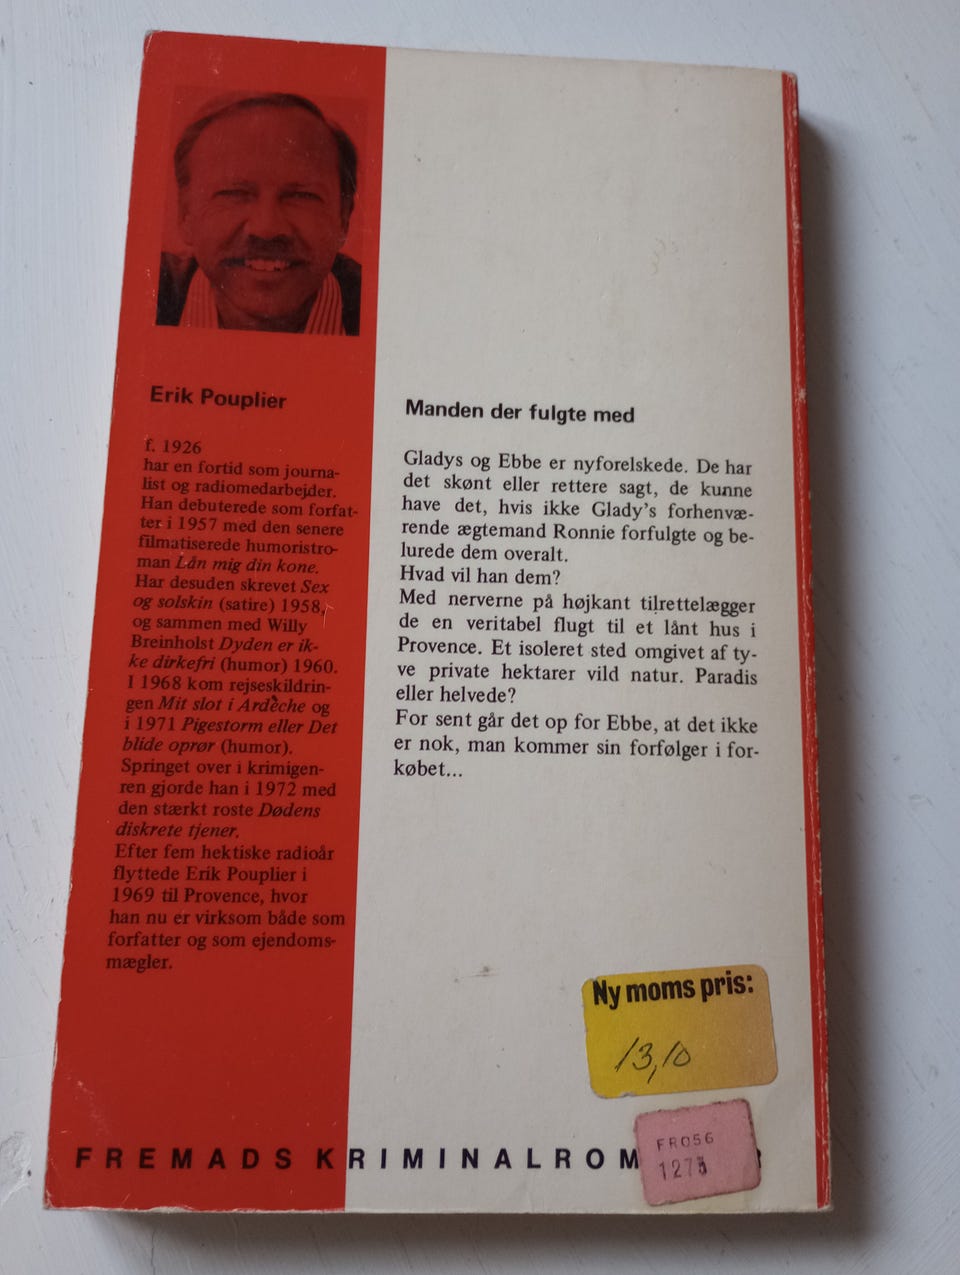 Erik Pouplier
f. 1926
har en fortid som journa-
list og radiomedarbejder.
Han debuterede som forfat-
ter i 1957 med den senere
filmatiserede humoristro-
man Lån mig din kone.
Har desuden skrevet Sex
og solskin (satire) 1958,
og sammen med Willy
Breinholst Dyden er ik-
ke dirkefri (humor) 1960.
I 1968 kom rejseskildrin-
gen Mit slot i Ardèche og
i 1971 Pigestorm eller Det
blide oprør (humor).
Springet over i krimigen-
ren gjorde han i 1972 med
den stærkt roste Dødens
diskrete tjener.
Efter fem hektiske radioår
flyttede Erik Pouplier i
1969 til Provence, hvor
han nu er virksom både som
forfatter og som ejendoms-
mægler.
Manden der fulgte med
Gladys og Ebbe er nyforelskede. De har
det skønt eller rettere sagt, de kunne
have det, hvis ikke Glady's forhenvæ-
rende ægtemand Ronnie forfulgte og be-
lurede dem overalt.
Hvad vil han dem?
Med nerverne på højkant tilrettelægger
de en veritabel flugt til et lånt hus i
Provence. Et isoleret sted omgivet af ty-
ve private hektarer vild natur. Paradis
eller helvede?
For sent går det op for Ebbe, at det ikke
er nok, man kommer sin forfølger i for-
købet...
Ny moms pris:
13,10
FRO56
FREMADS KRIMINALROM R